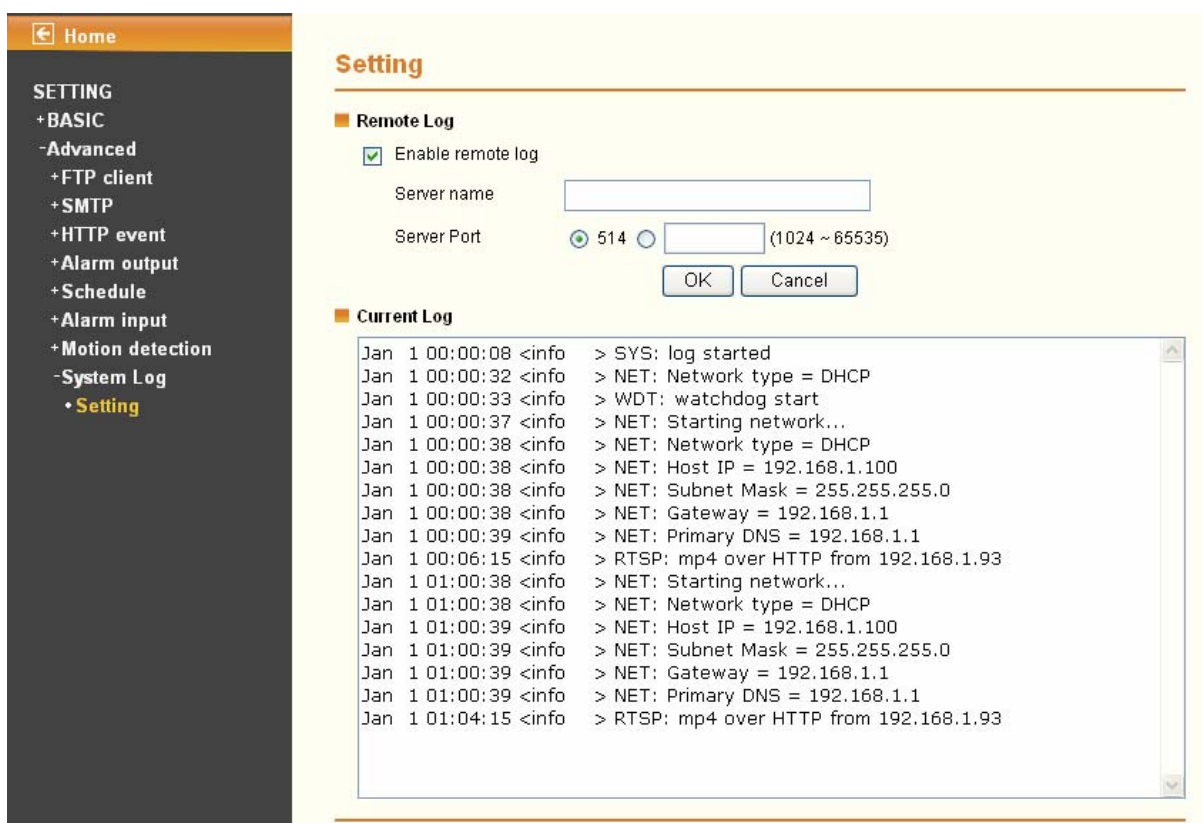 Home
SETTING
+BASIC
-Advanced
+FTP client
+SMTP
+HTTP event
+Alarm output
+Schedule
+Alarm input
+Motion detection
-System Log
•Setting
Setting
Remote Log
Enable remote log
Server name
Server Port 514 (1024 ~ 65535)
OK Cancel
Current Log
Jan 1 00:00:08 <info > SYS: log started
Jan 1 00:00:32 <info > NET: Network type = DHCP
Jan 1 00:00:33 <info > WDT: watchdog start
Jan 1 00:00:37 <info > NET: Starting network...
Jan 1 00:00:38 <info > NET: Network type = DHCP
Jan 1 00:00:38 <info > NET: Host IP = 192.168.1.100
Jan 1 00:00:38 <info > NET: Subnet Mask = 255.255.255.0
Jan 1 00:00:38 <info > NET: Gateway = 192.168.1.1
Jan 1 00:00:39 <info > NET: Primary DNS = 192.168.1.1
Jan 1 00:06:15 <info > RTSP: mp4 over HTTP from 192.168.1.93
Jan 1 01:00:38 <info > NET: Starting network...
Jan 1 01:00:38 <info > NET: Network type = DHCP
Jan 1 01:00:39 <info > NET: Host IP = 192.168.1.100
Jan 1 01:00:39 <info > NET: Subnet Mask = 255.255.255.0
Jan 1 01:00:39 <info > NET: Gateway = 192.168.1.1
Jan 1 01:00:39 <info > NET: Primary DNS = 192.168.1.1
Jan 1 01:04:15 <info > RTSP: mp4 over HTTP from 192.168.1.93